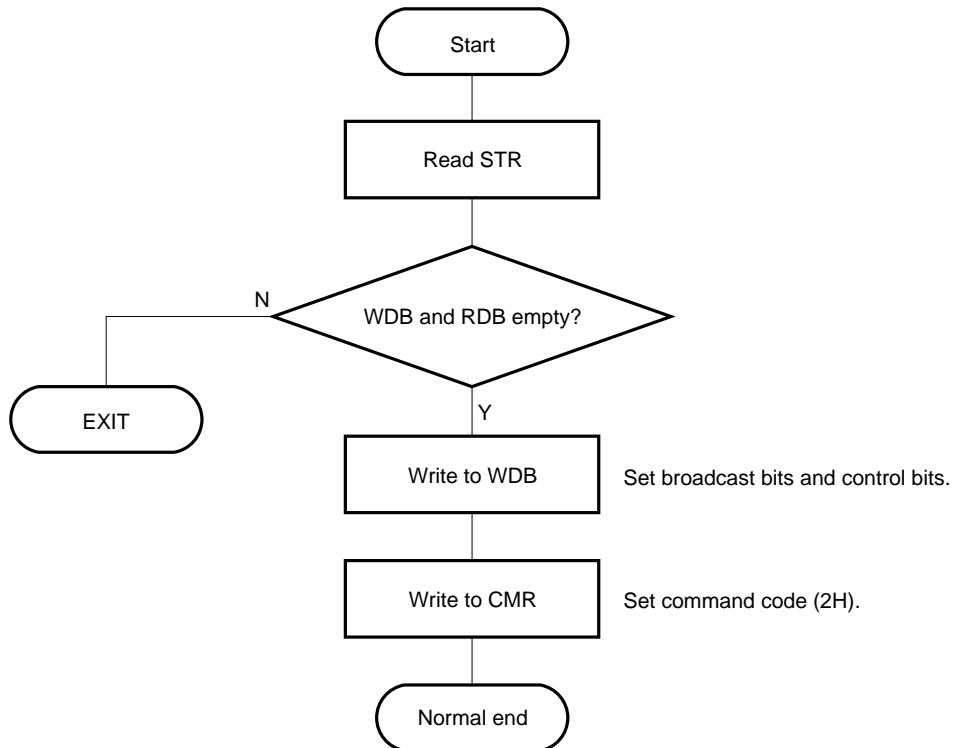 Start
Read STR
WDB and RDB empty?
N
EXIT
Y
Write to WDB
Set broadcast bits and control bits.
Write to CMR
Set command code (2H).
Normal end